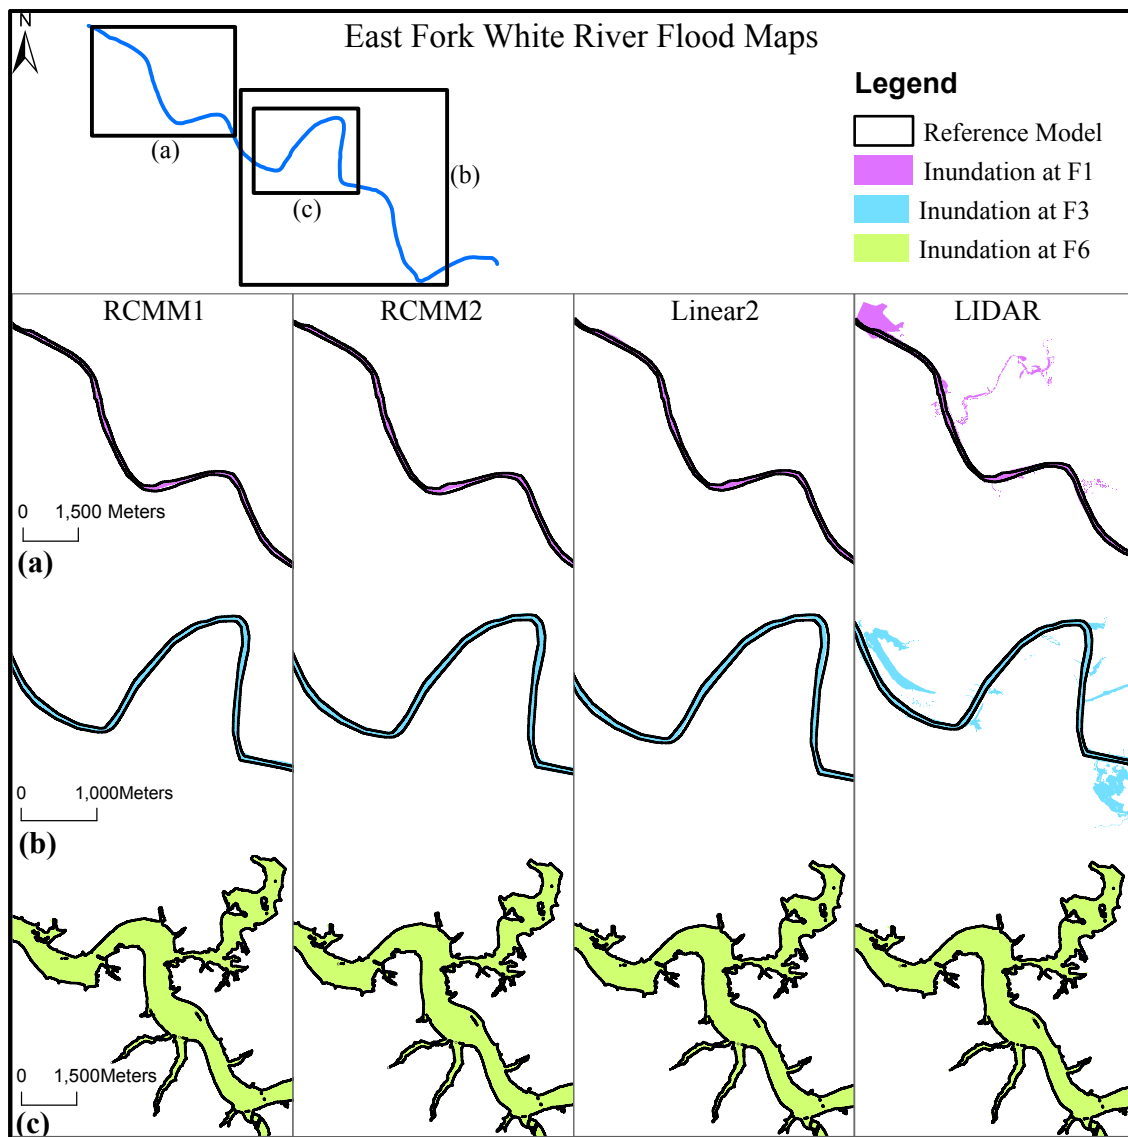 East Fork White River Flood Maps
N
(a)
(b)
(c)
Legend
Reference Model
Inundation at F1
Inundation at F3
Inundation at F6
RCMM1
RCMM2
Linear2
LIDAR
0 1,500 Meters
(a)
0 1,000Meters
(b)
0 1,500Meters
(c)